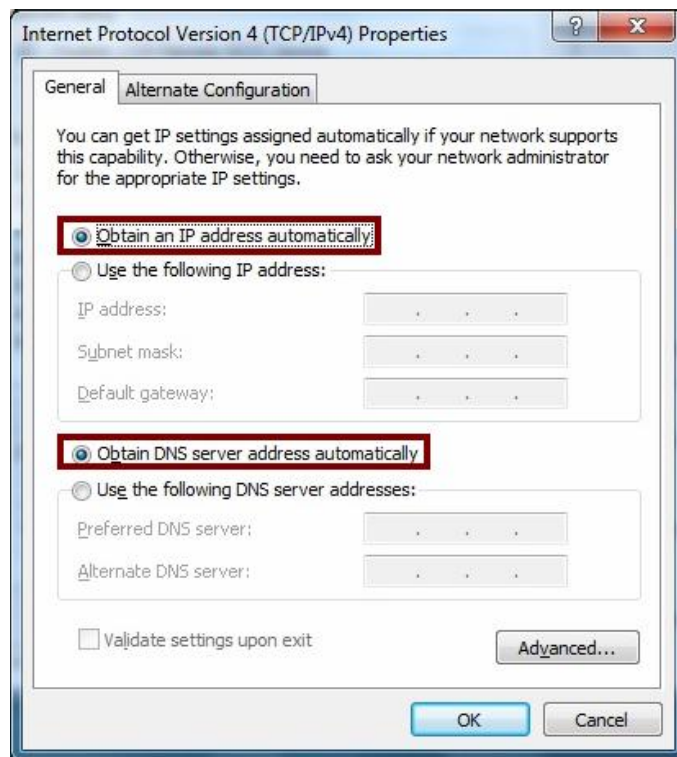 Internet Protocol Version 4 (TCP/IPv4) Properties
?
General
Alternate Configuration
You can get IP settings assigned automatically if your network supports
this capability. Otherwise, you need to ask your network administrator
for the appropriate IP settings.
Obtain an IP address automatically
Use the following IP address:
IP address:
Subnet mask:
Default gateway:
Obtain DNS server address automatically
Use the following DNS server addresses:
Preferred DNS server:
Alternate DNS server:
Validate settings upon exit
Advanced...
OK
Cancel